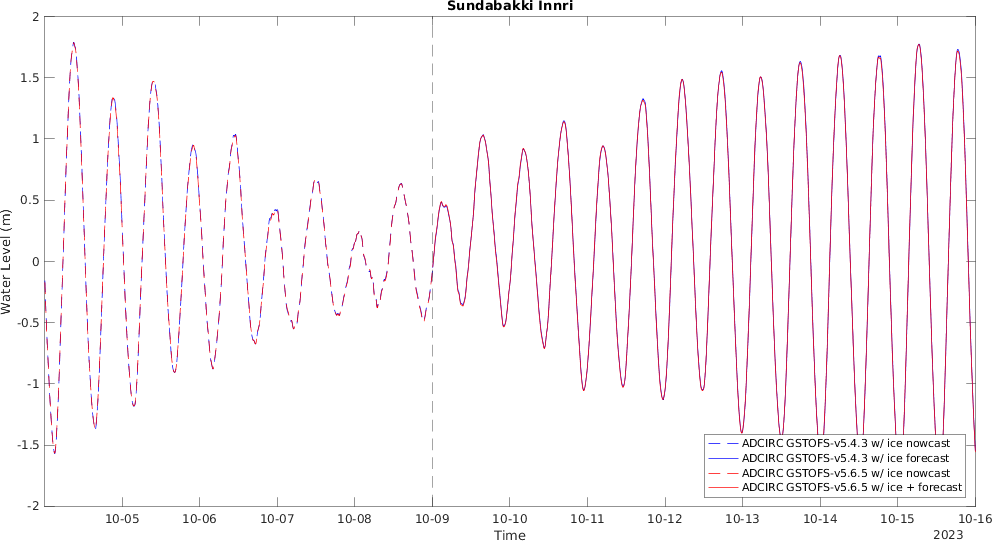 Sundabakki Innri
2
1.5
1
0.5
0
-0.5
-1
-1.5
-2
Water Level (m)
10-05 10-06 10-07 10-08 10-09 10-10 10-11 10-12 10-13 10-14 10-15 10-16
Time
2023
ADCIRC GSTOFS-v5.4.3 w/ ice nowcast
ADCIRC GSTOFS-v5.4.3 w/ ice forecast
ADCIRC GSTOFS-v5.6.5 w/ ice nowcast
ADCIRC GSTOFS-v5.6.5 w/ ice + forecast